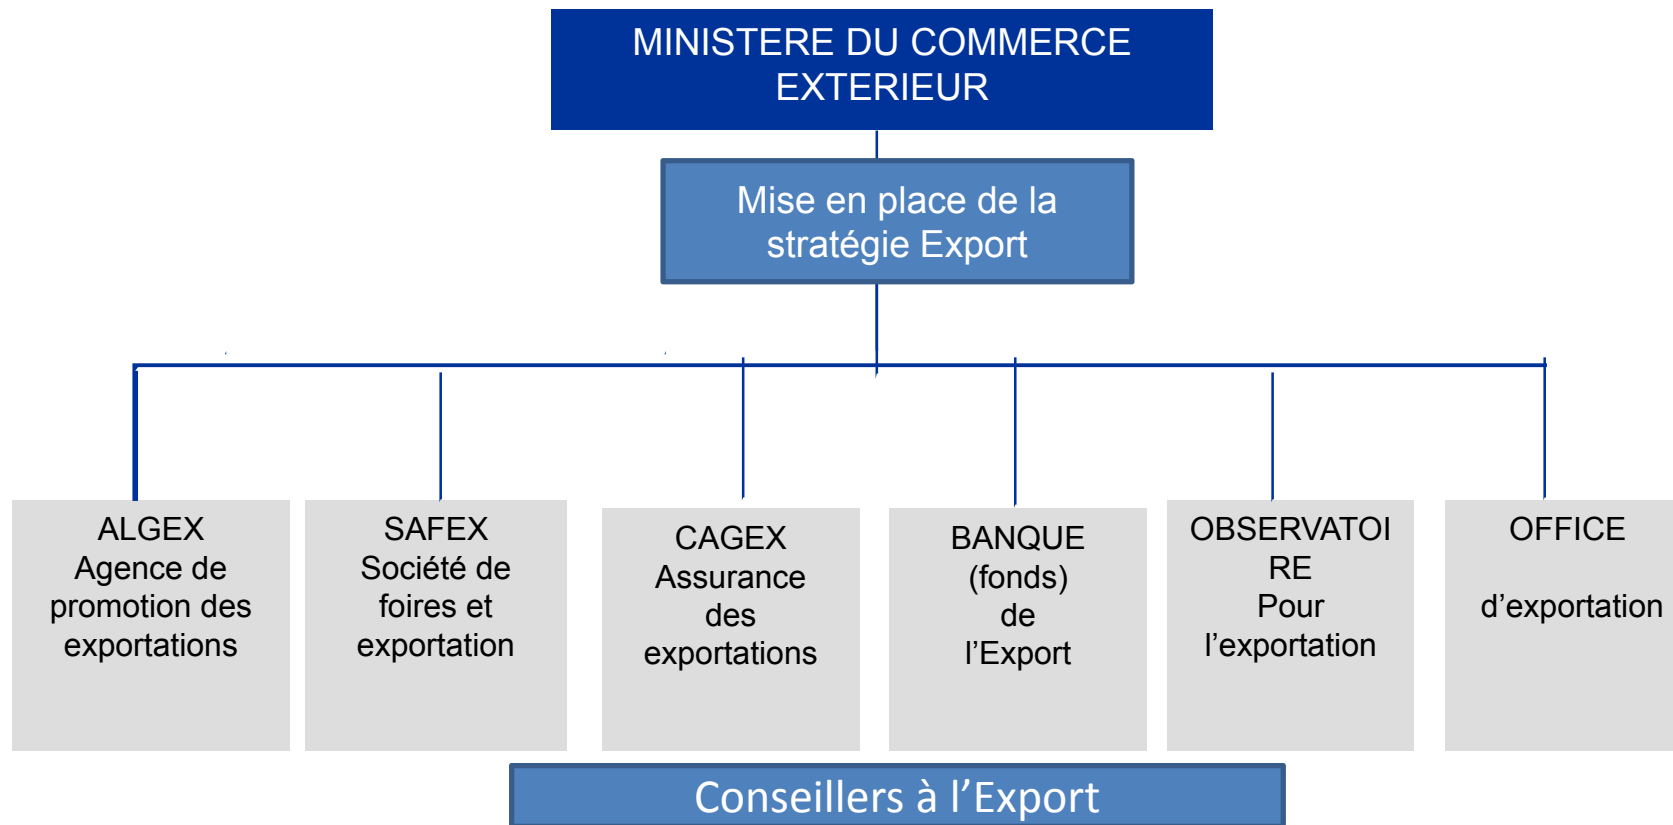 MINISTERE DU COMMERCE
EXTERIEUR
Mise en place de la
stratégie Export
ALGEX
Agence de
promotion des
exportations
SAFEX
Société de
foires et
exportation
CAGEX
Assurance
des
exportations
BANQUE
(fonds)
de
l’Export
OBSERVATOI
RE
Pour
l’exportation
OFFICE
d’exportation
Conseillers à l’Export